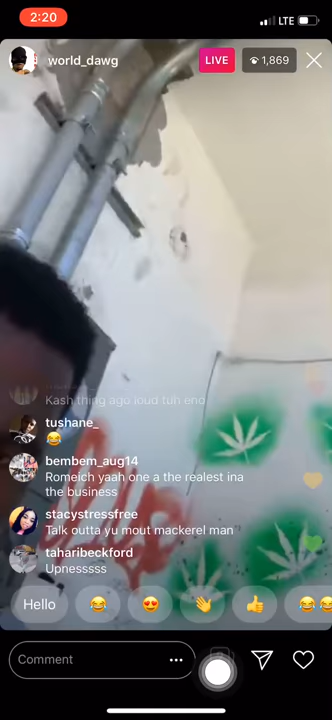 2:20
LTE
world_dawg
LIVE
1,869
Kash thing ago loud tuh eno
tushane_
😂
bembem_aug14
Romeich yaah one a the realest ina
the business
stacystressfree
Talk outta yu mout mackerel man
taharibeckford
Upnesssss
Hello
Comment